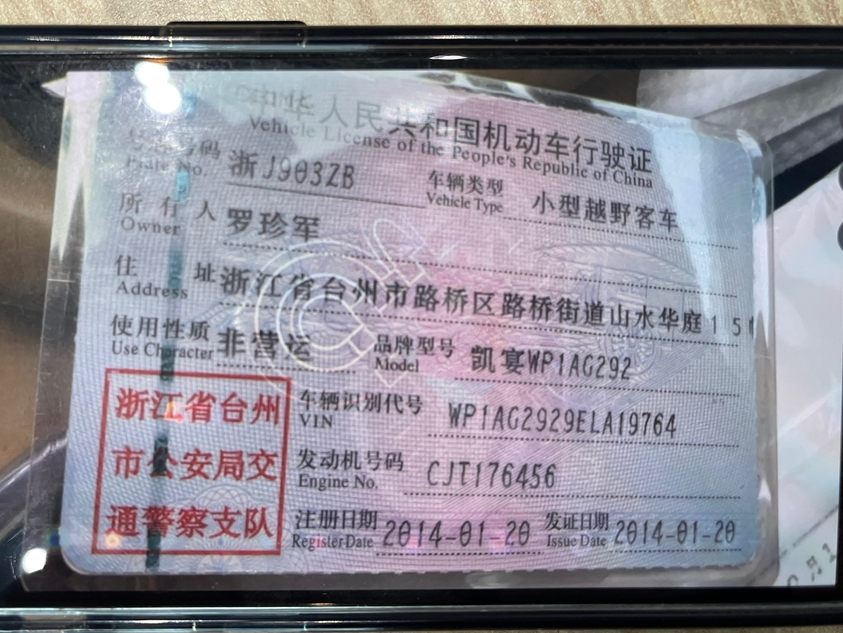 中华人民共和国机动车行驶证
Vehicle License of the People's Republic of China
号牌号码 浙J903ZB 车辆类型 小型越野客车
Plate No. Vehicle Type
所有人 罗珍军
Owner
住址 浙江省台州市路桥区路桥街道山水华庭15
Address
使用性质 非营运 品牌型号 凯宴WP1AG292
Use Character Model
浙江省台州 车辆识别代号 WP1AG2929ELA19764
VIN
市公安局交 发动机号码 CJT176456
Engine No.
通警察支队 注册日期 2014-01-20 发证日期 2014-01-20
Register Date Issue Date